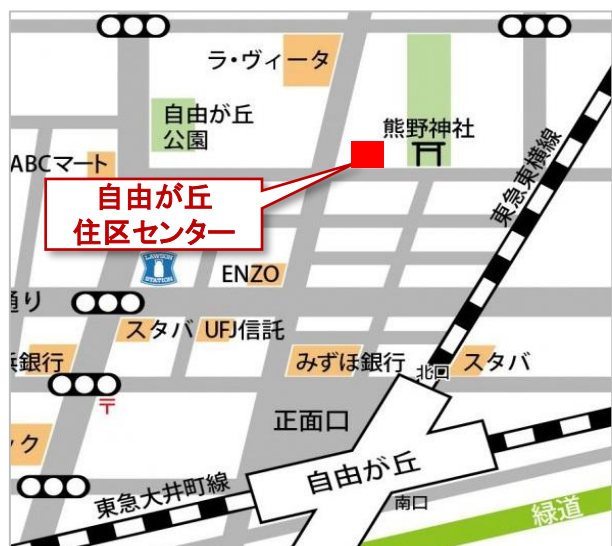 ラ・ヴィータ
自由が丘
公園
熊野神社
ABCマート
東急東横線
自由が丘
住区センター
LAWSON
STATION
ENZO
通り
スタバ
UFJ信託
浜銀行
みずほ銀行
北口
スタバ
〒
正面口
ック
自由が丘
東急大井町線
南口
緑道